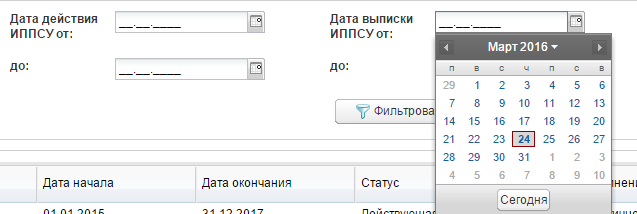 Дата действия
ИППСУ от:
__.__.____
Дата выписки
ИППСУ от:
__.__.____
до:
__.__.____
до:
Март 2016
п в с ч п с в
29 1 2 3 4 5 6
7 8 9 10 11 12 13
14 15 16 17 18 19 20
21 22 23 24 25 26 27
28 29 30 31 1 2 3
4 5 6 7 8 9 10
Сегодня
Фильтрова
Дата начала
Дата окончания
Статус
01.01.2015
31.12.2017
Действующая